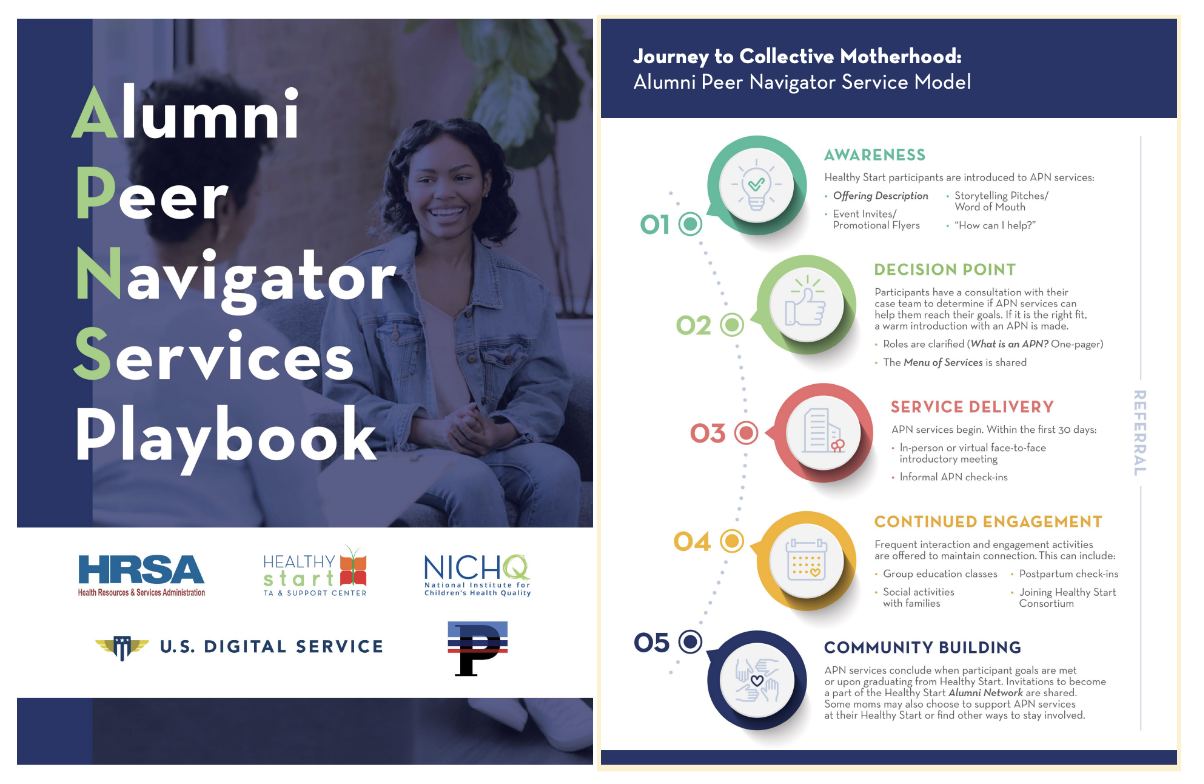 Alumni
Peer
Navigator
Services
Playbook
HRSA
Health Resources & Services Administration
HEALTHY
start
TA & SUPPORT CENTER
NICHQ
National Institute for
Children's Health Quality
U.S. DIGITAL SERVICE
P
Journey to Collective Motherhood:
Alumni Peer Navigator Service Model
01
AWARENESS
Healthy Start participants are introduced to APN services:
• Offering Description
• Event Invites/
Promotional Flyers
• Storytelling Pitches/
Word of Mouth
• "How can I help?"
02
DECISION POINT
Participants have a consultation with their
case team to determine if APN services can
help them reach their goals. If it is the right fit,
a warm introduction with an APN is made.
• Roles are clarified (What is an APN? One-pager)
• The Menu of Services is shared
03
SERVICE DELIVERY
APN services begin. Within the first 30 days:
• In-person or virtual face-to-face
introductory meeting
• Informal APN check-ins
04
CONTINUED ENGAGEMENT
Frequent interaction and engagement activities
are offered to maintain connection. This can include:
• Group education classes
• Social activities
with families
• Postpartum check-ins
• Joining Healthy Start
Consortium
05
COMMUNITY BUILDING
APN services conclude when participant goals are met
or upon graduating from Healthy Start. Invitations to become
a part of the Healthy Start Alumni Network are shared.
Some moms may also choose to support APN services
at their Healthy Start or find other ways to stay involved.
REFERRAL